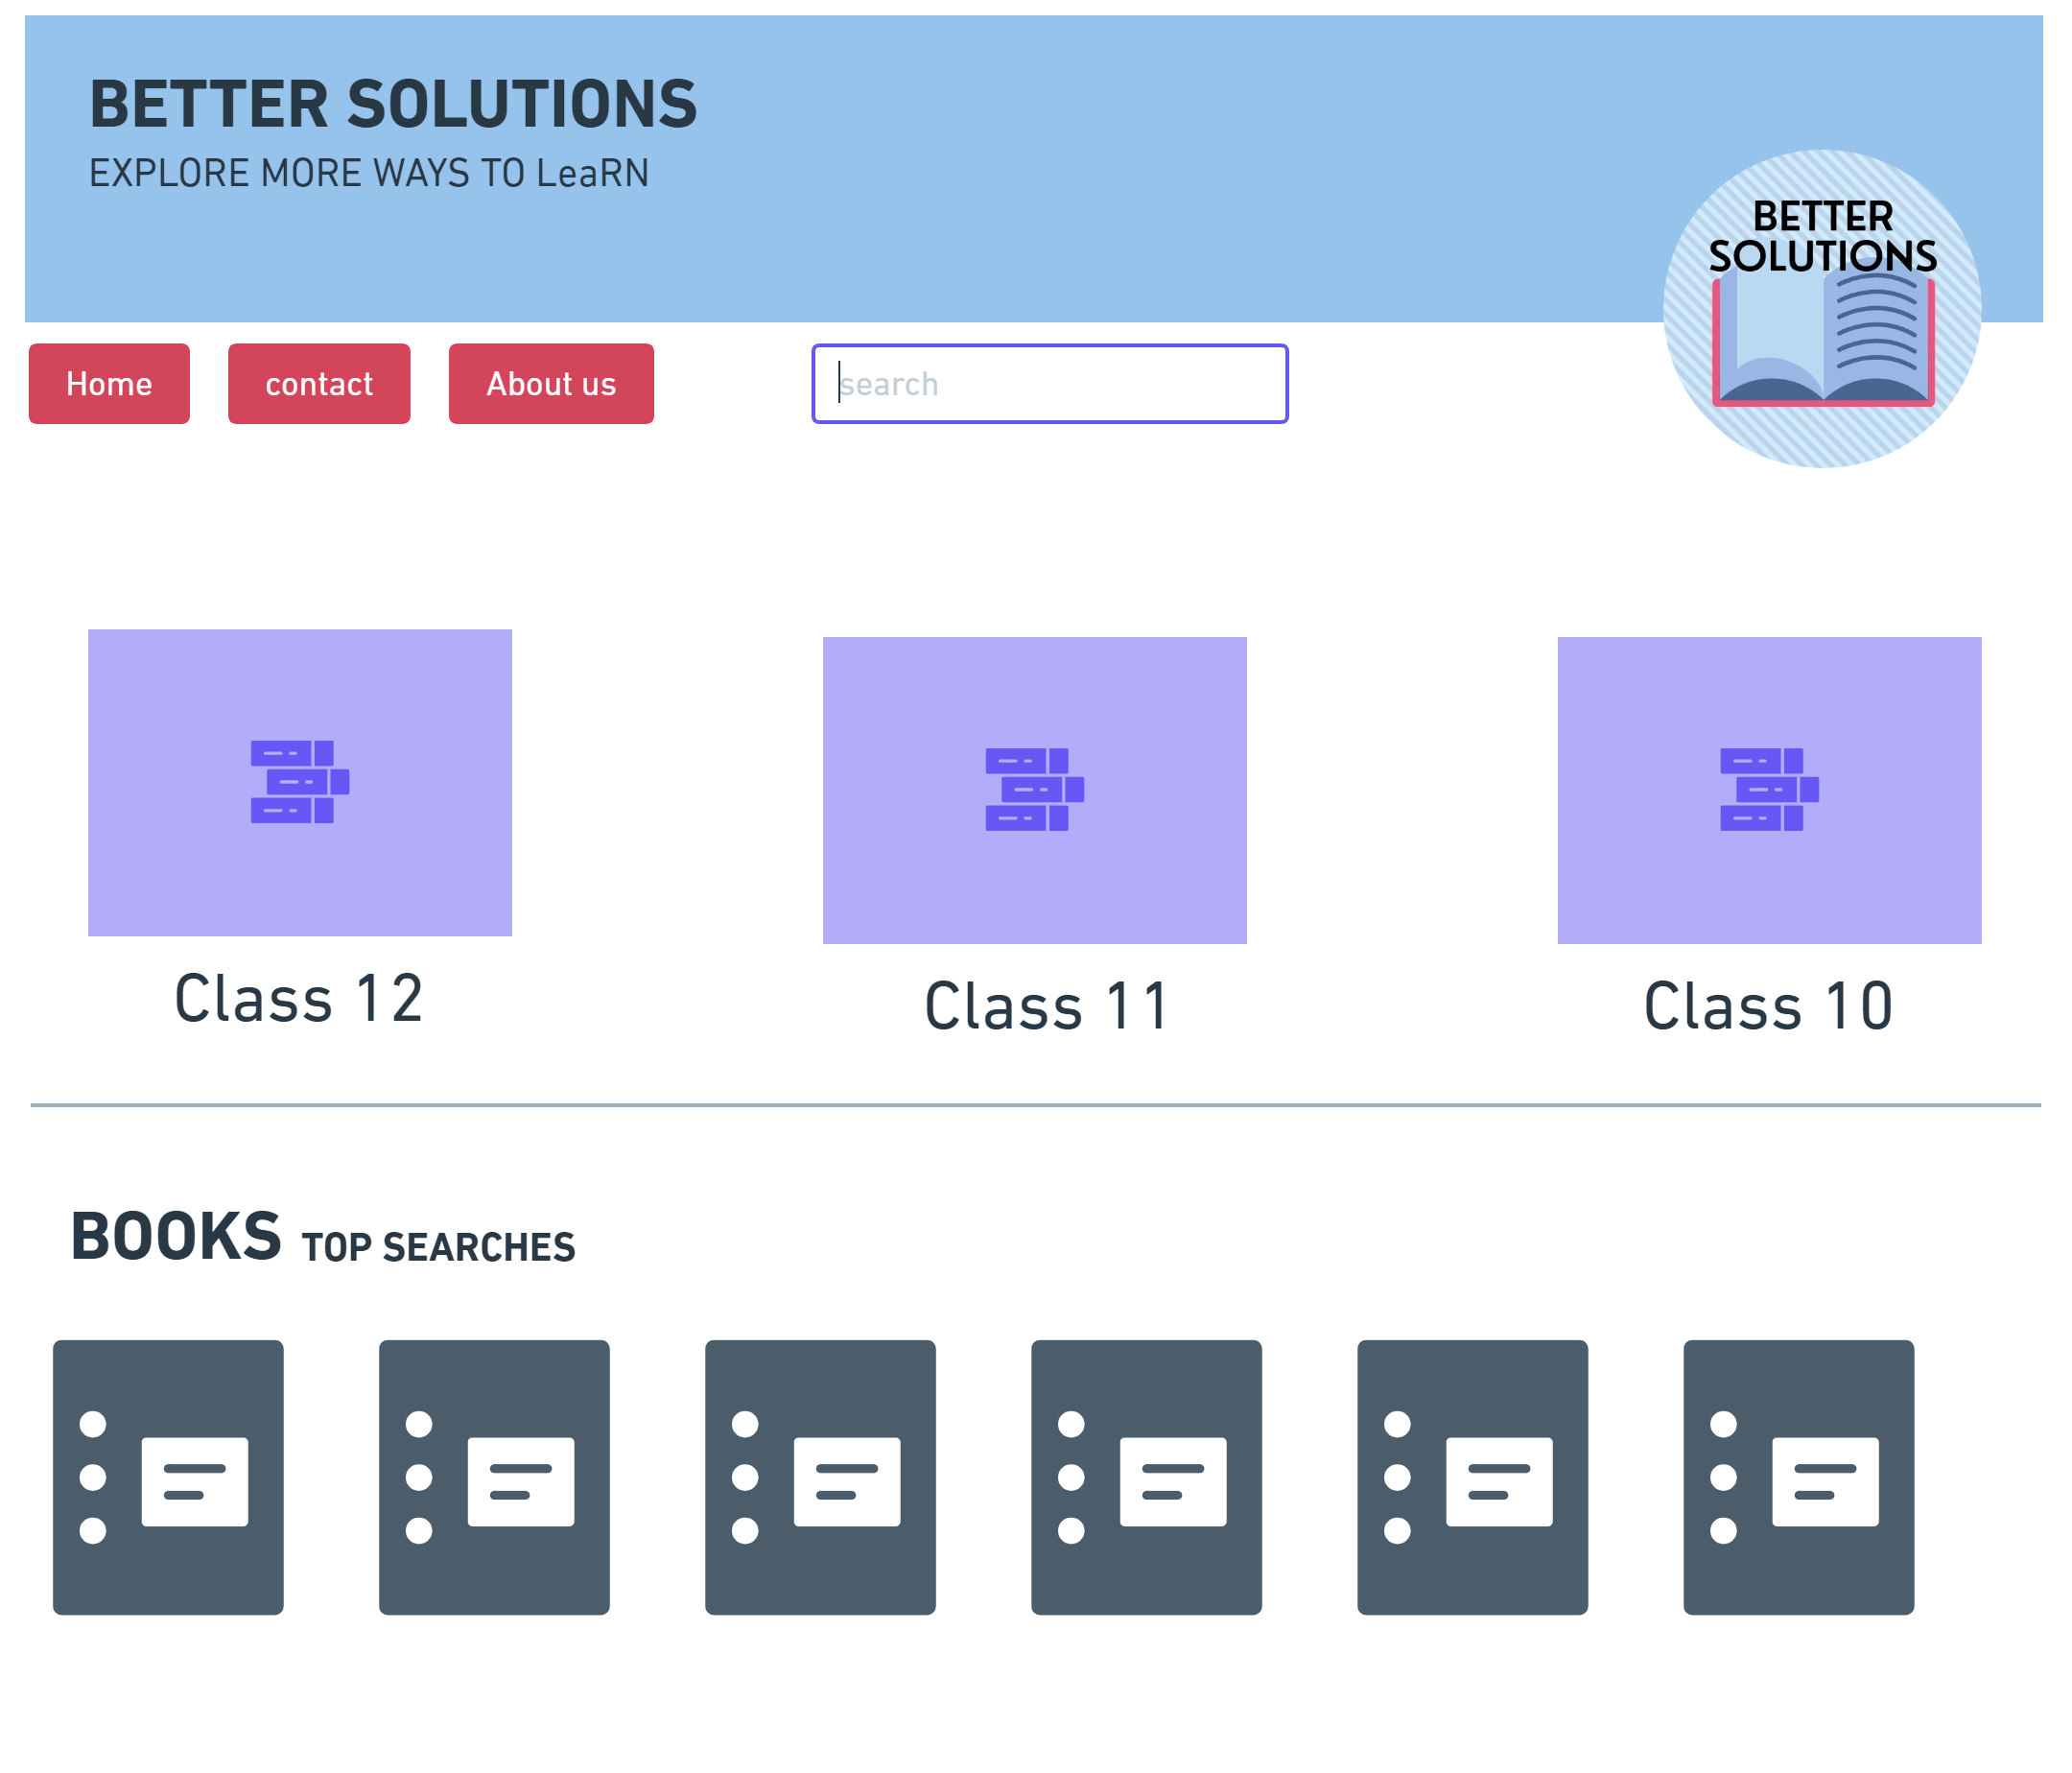 BETTER SOLUTIONS
EXPLORE MORE WAYS TO LeaRN
BETTER
SOLUTIONS
Home
contact
About us
search
Class 12
Class 11
Class 10
BOOKS TOP SEARCHES